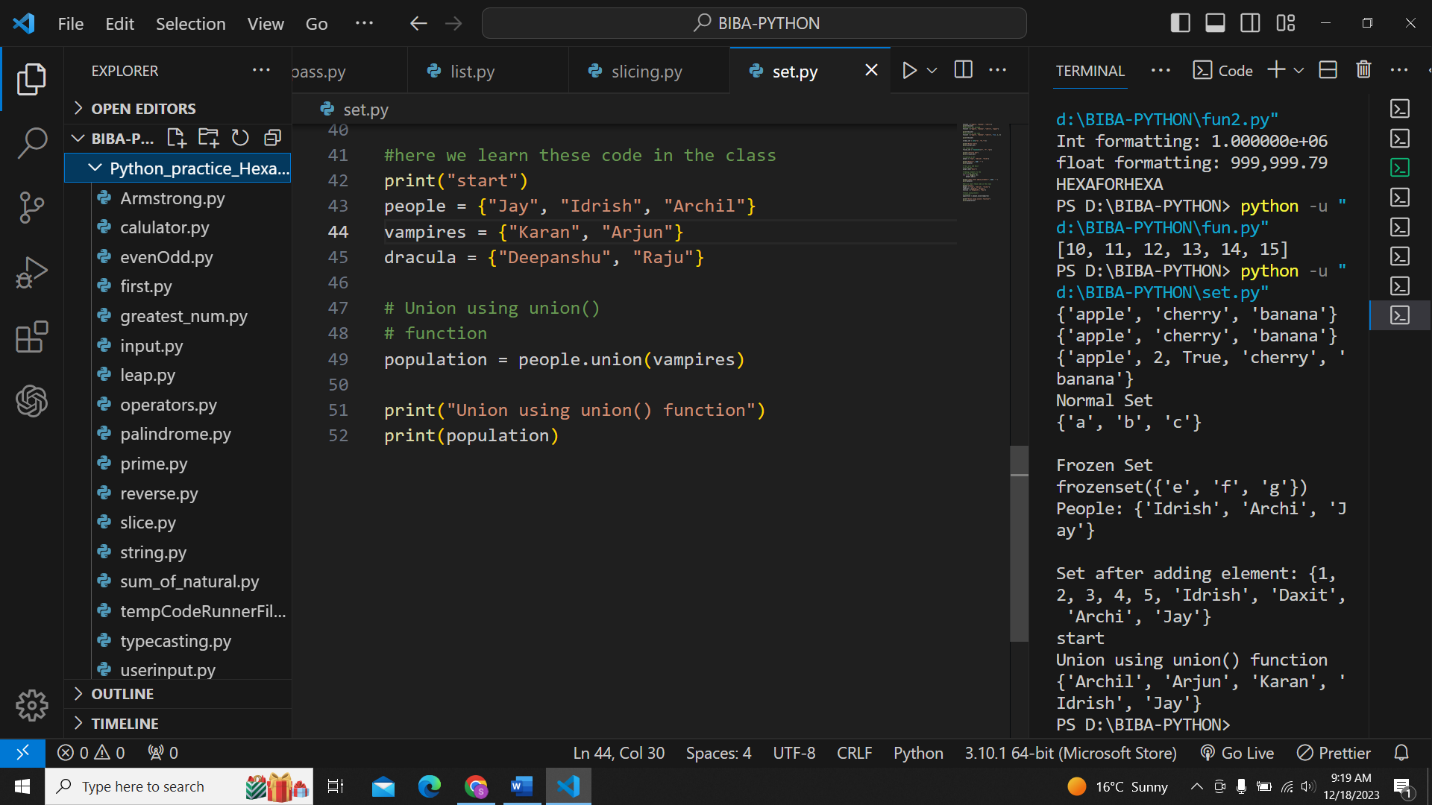 File Edit Selection View Go ··· BIBA-PYTHON
EXPLORER ···
OPEN EDITORS
BIBA-P...
Python_practice_Hexa...
Armstrong.py
calulator.py
evenOdd.py
first.py
greatest_num.py
input.py
leap.py
operators.py
palindrome.py
prime.py
reverse.py
slice.py
string.py
sum_of_natural.py
tempCodeRunnerFil...
typecasting.py
userinput.py
OUTLINE
TIMELINE
pass.py list.py slicing.py set.py ···
set.py
40
41 #here we learn these code in the class
42 print("start")
43 people = {"Jay", "Idrish", "Archil"}
44 vampires = {"Karan", "Arjun"}
45 dracula = {"Deepanshu", "Raju"}
46
47 # Union using union()
48 # function
49 population = people.union(vampires)
50
51 print("Union using union() function")
52 print(population)
TERMINAL ··· Code ···
d:\BIBA-PYTHON\fun2.py"
Int formatting: 1.000000e+06
float formatting: 999,999.79
HEXAFORHEXA
PS D:\BIBA-PYTHON> python -u "
d:\BIBA-PYTHON\fun.py"
[10, 11, 12, 13, 14, 15]
PS D:\BIBA-PYTHON> python -u "
d:\BIBA-PYTHON\set.py"
{'apple', 'cherry', 'banana'}
{'apple', 'cherry', 'banana'}
{'apple', 2, True, 'cherry', '
banana'}
Normal Set
{'a', 'b', 'c'}
Frozen Set
frozenset({'e', 'f', 'g'})
People: {'Idrish', 'Archi', 'J
ay'}
Set after adding element: {1,
2, 3, 4, 5, 'Idrish', 'Daxit',
'Archi', 'Jay'}
start
Union using union() function
{'Archil', 'Arjun', 'Karan', '
Idrish', 'Jay'}
PS D:\BIBA-PYTHON>
0 0 0 Ln 44, Col 30 Spaces: 4 UTF-8 CRLF Python 3.10.1 64-bit (Microsoft Store) Go Live Prettier
Type here to search 16°C Sunny 9:19 AM
12/18/2023 1